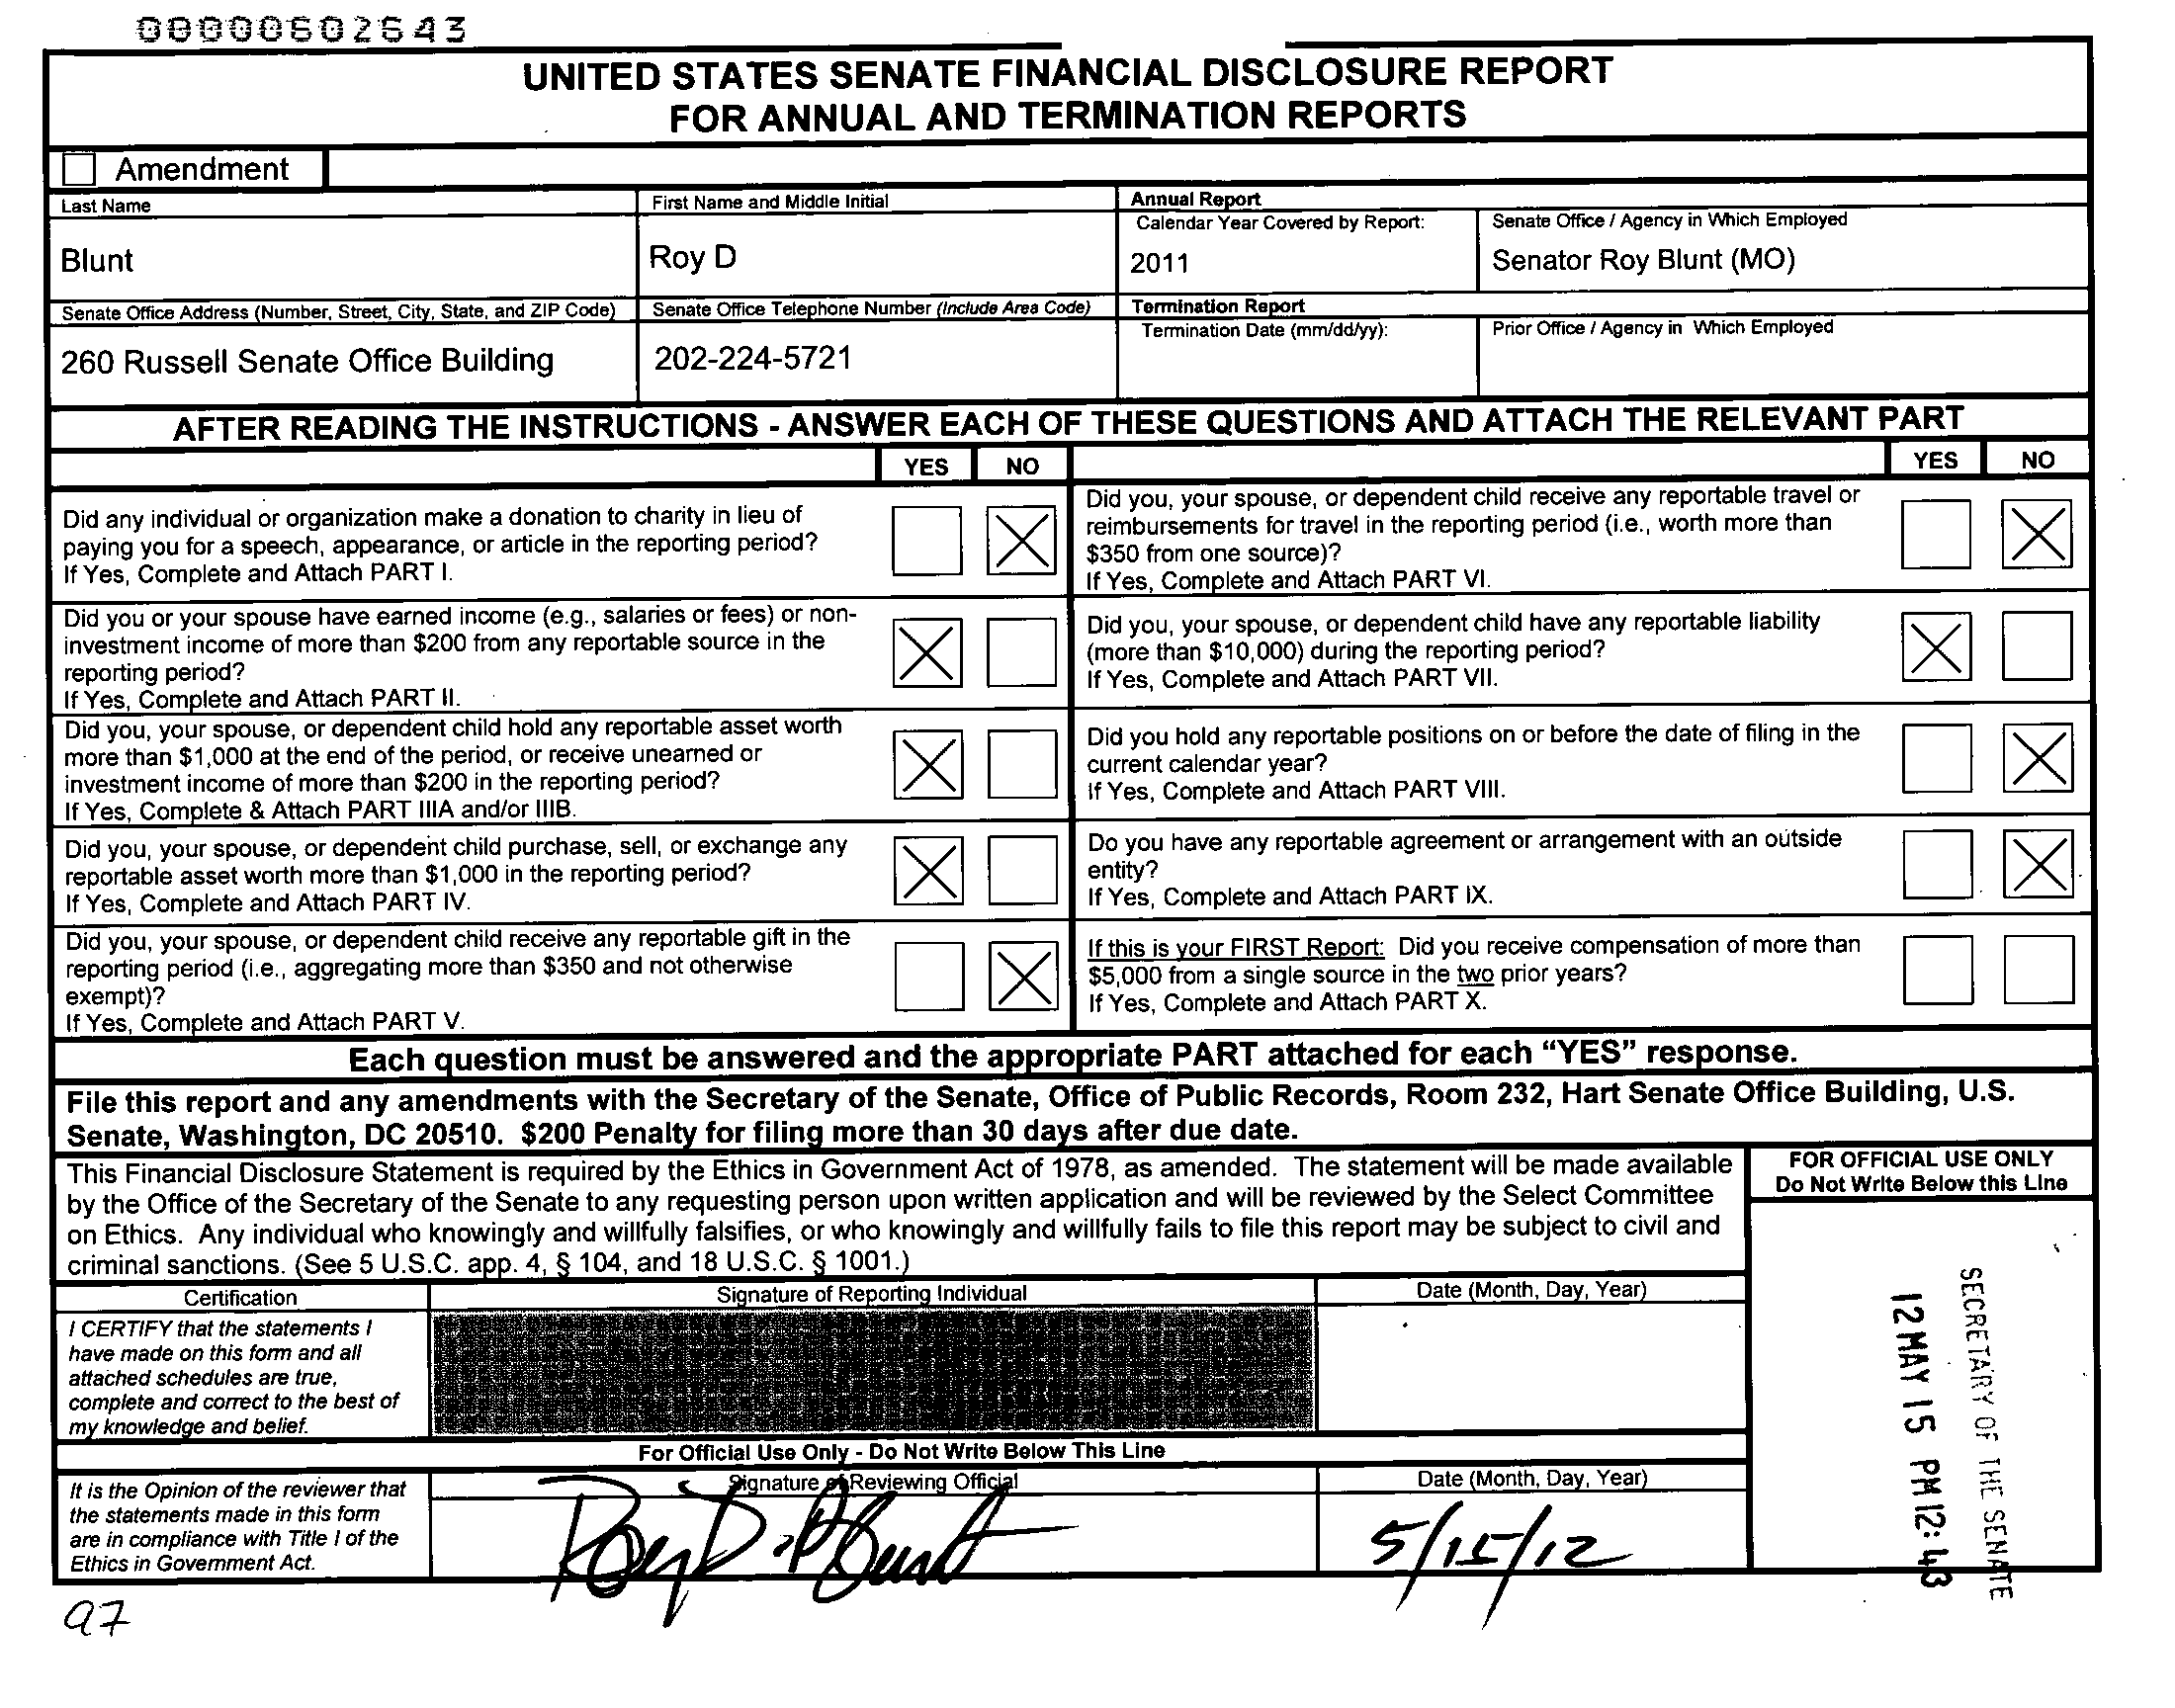 00000502543
UNITED STATES SENATE FINANCIAL DISCLOSURE REPORT
FOR ANNUAL AND TERMINATION REPORTS
Amendment
Last Name
First Name and Middle Initial
Annual Report
Calendar Year Covered by Report:
Senate Office / Agency in Which Employed
Blunt
Roy D
2011
Senator Roy Blunt (MO)
Senate Office Address (Number, Street, City, State, and ZIP Code)
Senate Office Telephone Number (Include Area Code)
Termination Report
Termination Date (mm/dd/yy):
Prior Office / Agency in Which Employed
260 Russell Senate Office Building
202-224-5721
AFTER READING THE INSTRUCTIONS - ANSWER EACH OF THESE QUESTIONS AND ATTACH THE RELEVANT PART
YES NO
YES NO
Did any individual or organization make a donation to charity in lieu of
paying you for a speech, appearance, or article in the reporting period?
If Yes, Complete and Attach PART I.
Did you, your spouse, or dependent child receive any reportable travel or
reimbursements for travel in the reporting period (i.e., worth more than
$350 from one source)?
If Yes, Complete and Attach PART VI.
Did you or your spouse have earned income (e.g., salaries or fees) or non-
investment income of more than $200 from any reportable source in the
reporting period?
If Yes, Complete and Attach PART II.
Did you, your spouse, or dependent child have any reportable liability
(more than $10,000) during the reporting period?
If Yes, Complete and Attach PART VII.
Did you, your spouse, or dependent child hold any reportable asset worth
more than $1,000 at the end of the period, or receive unearned or
investment income of more than $200 in the reporting period?
If Yes, Complete & Attach PART IIIA and/or IIIB.
Did you hold any reportable positions on or before the date of filing in the
current calendar year?
If Yes, Complete and Attach PART VIII.
Did you, your spouse, or dependent child purchase, sell, or exchange any
reportable asset worth more than $1,000 in the reporting period?
If Yes, Complete and Attach PART IV.
Do you have any reportable agreement or arrangement with an outside
entity?
If Yes, Complete and Attach PART IX.
Did you, your spouse, or dependent child receive any reportable gift in the
reporting period (i.e., aggregating more than $350 and not otherwise
exempt)?
If Yes, Complete and Attach PART V.
If this is your FIRST Report: Did you receive compensation of more than
$5,000 from a single source in the two prior years?
If Yes, Complete and Attach PART X.
Each question must be answered and the appropriate PART attached for each “YES” response.
File this report and any amendments with the Secretary of the Senate, Office of Public Records, Room 232, Hart Senate Office Building, U.S.
Senate, Washington, DC 20510. $200 Penalty for filing more than 30 days after due date.
This Financial Disclosure Statement is required by the Ethics in Government Act of 1978, as amended. The statement will be made available
by the Office of the Secretary of the Senate to any requesting person upon written application and will be reviewed by the Select Committee
on Ethics. Any individual who knowingly and willfully falsifies, or who knowingly and willfully fails to file this report may be subject to civil and
criminal sanctions. (See 5 U.S.C. app. 4, § 104, and 18 U.S.C. § 1001.)
FOR OFFICIAL USE ONLY
Do Not Write Below this Line
Certification
Signature of Reporting Individual
Date (Month, Day, Year)
I CERTIFY that the statements I
have made on this form and all
attached schedules are true,
complete and correct to the best of
my knowledge and belief.
For Official Use Only - Do Not Write Below This Line
It is the Opinion of the reviewer that
the statements made in this form
are in compliance with Title I of the
Ethics in Government Act.
Signature of Reviewing Official
Roy D. Blunt
Date (Month, Day, Year)
5/15/12
SECRETARY OF THE SENATE
12 MAY 15 PM 12:43
97